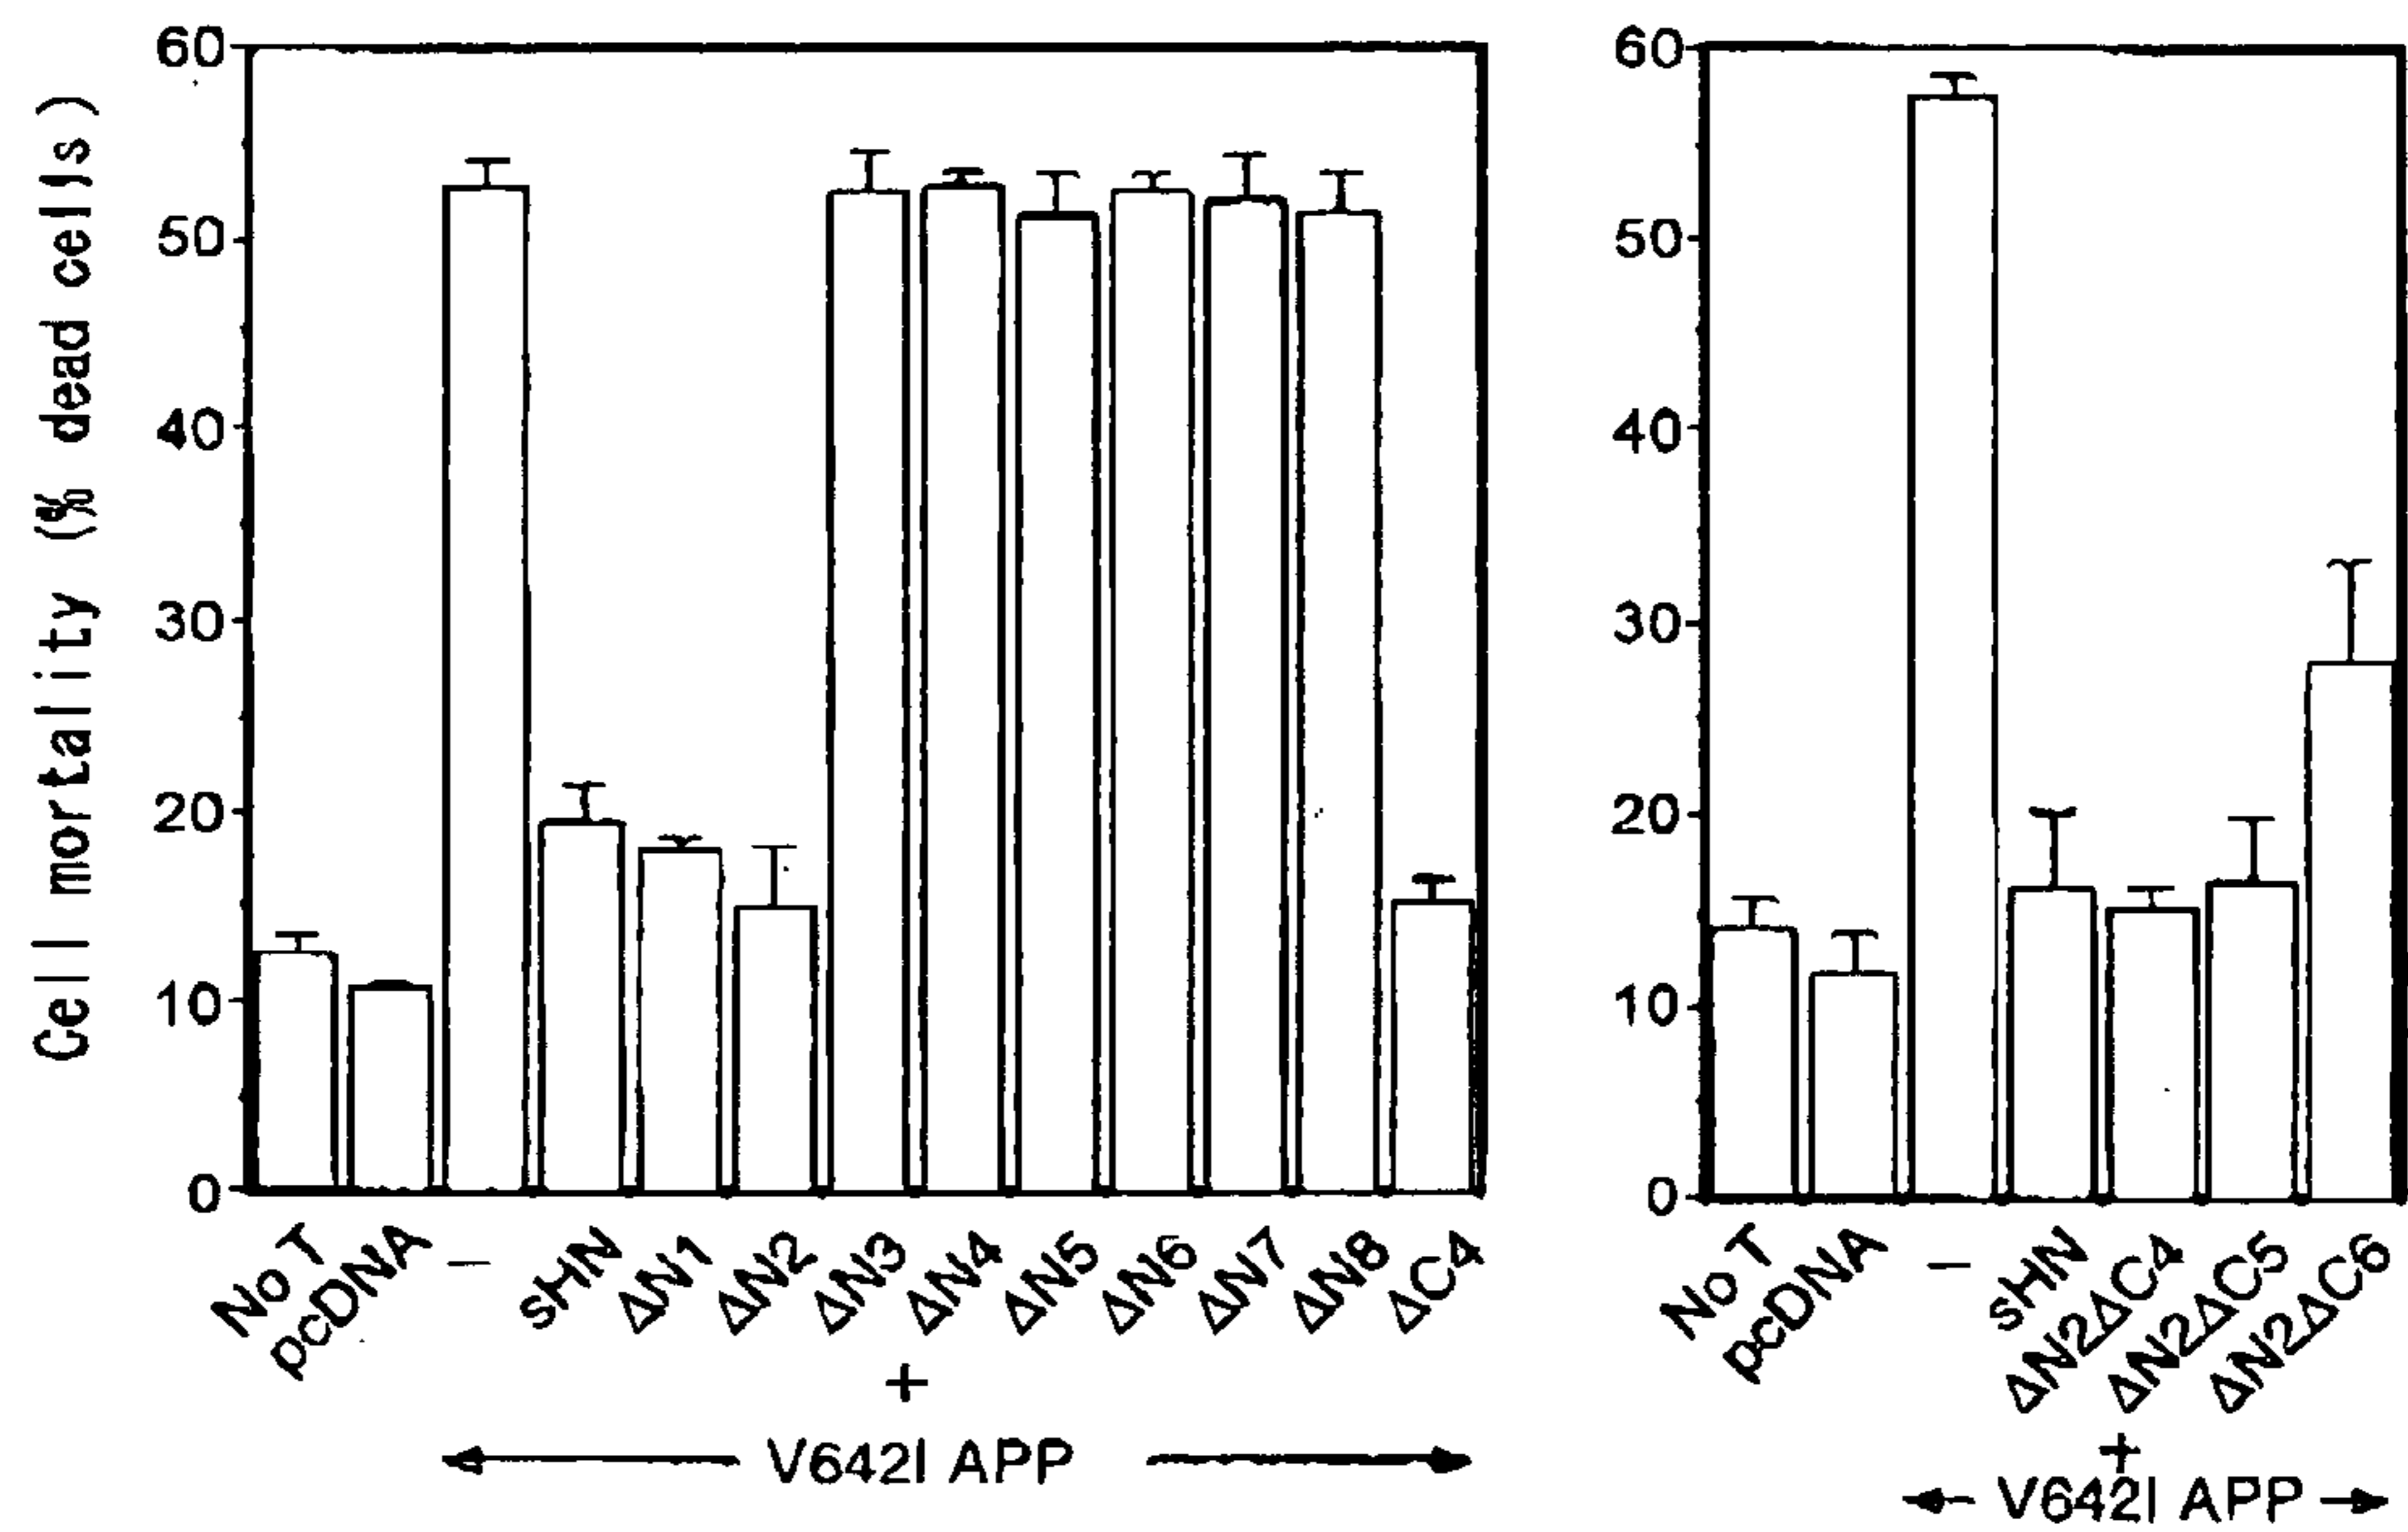 Cell mortality (% dead cells)
60
50
40
30
20
10
0
No T
pcDNA
–
sHN
ΔN1
ΔN2
ΔN3
ΔN4
ΔN5
ΔN6
ΔN7
ΔN8
ΔC4
+
V642I APP
60
50
40
30
20
10
0
No T
pcDNA
–
sHN
ΔN2ΔC4
ΔN2ΔC5
ΔN2ΔC6
+
V642I APP